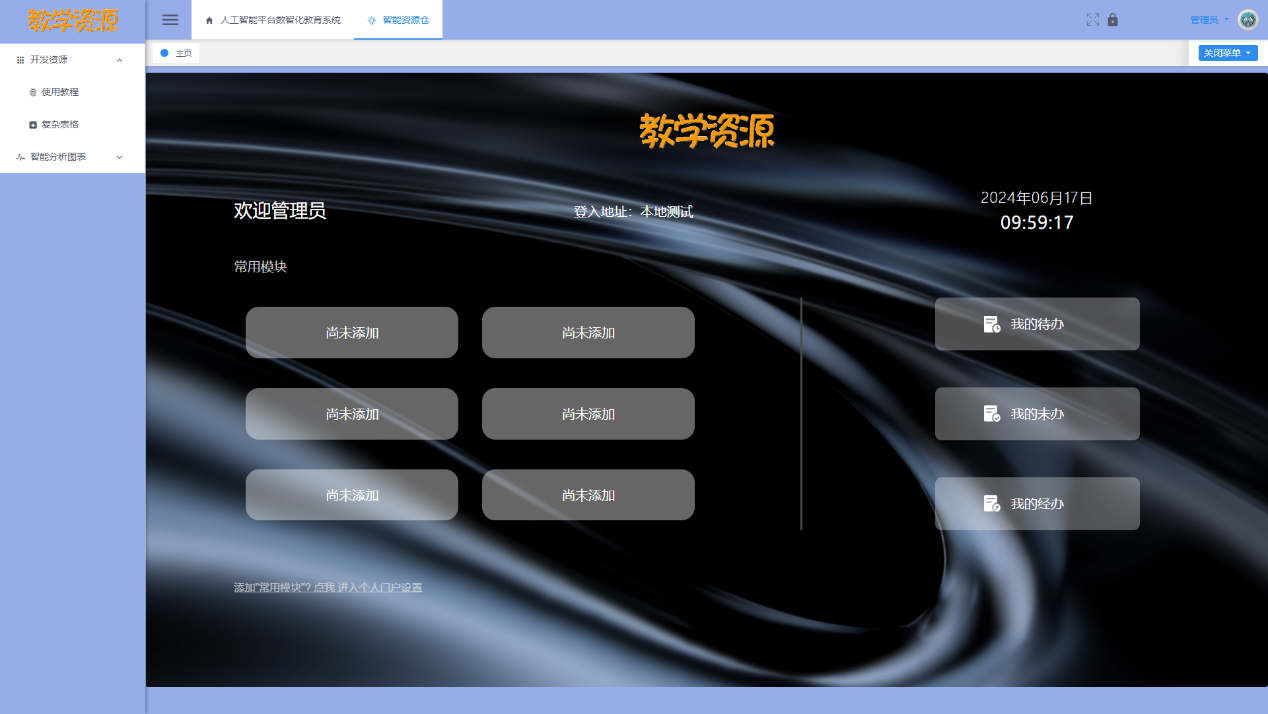 教学资源
人工智能平台数智化教育系统
智能资源仓
管理员
主页
关闭菜单
开发资源
使用教程
复杂表格
智能分析图表
教学资源
欢迎管理员
登入地址：本地测试
2024年06月17日
09:59:17
常用模块
尚未添加
尚未添加
我的待办
尚未添加
尚未添加
我的未办
尚未添加
尚未添加
我的经办
添加"常用模块"? 点我 进入个人门户设置